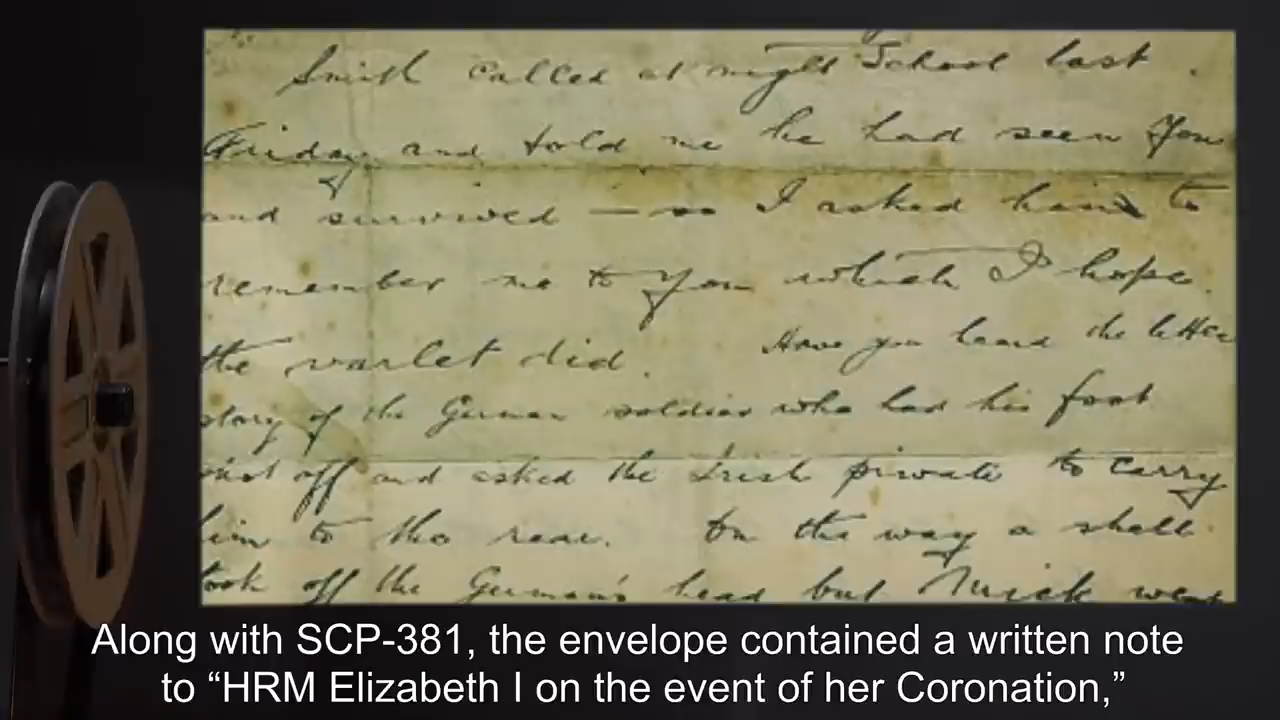 Smith called at night School last
Friday and told me he had seen You
and survived — so I asked him to
remember me to You which I hope
the varlet did. Have you heard the latter
story of the German soldier who had his foot
shot off and asked the Irish private to carry
him to the rear. On the way a shell
took off the German's head but Mick went
Along with SCP-381, the envelope contained a written note
to “HRM Elizabeth I on the event of her Coronation,”